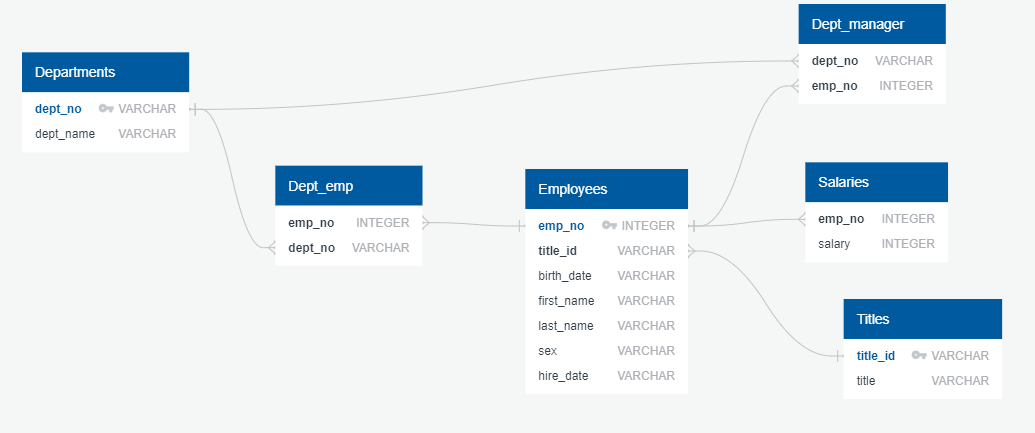 Departments
dept_no VARCHAR
dept_name VARCHAR
Dept_emp
emp_no INTEGER
dept_no VARCHAR
Employees
emp_no INTEGER
title_id VARCHAR
birth_date VARCHAR
first_name VARCHAR
last_name VARCHAR
sex VARCHAR
hire_date VARCHAR
Dept_manager
dept_no VARCHAR
emp_no INTEGER
Salaries
emp_no INTEGER
salary INTEGER
Titles
title_id VARCHAR
title VARCHAR